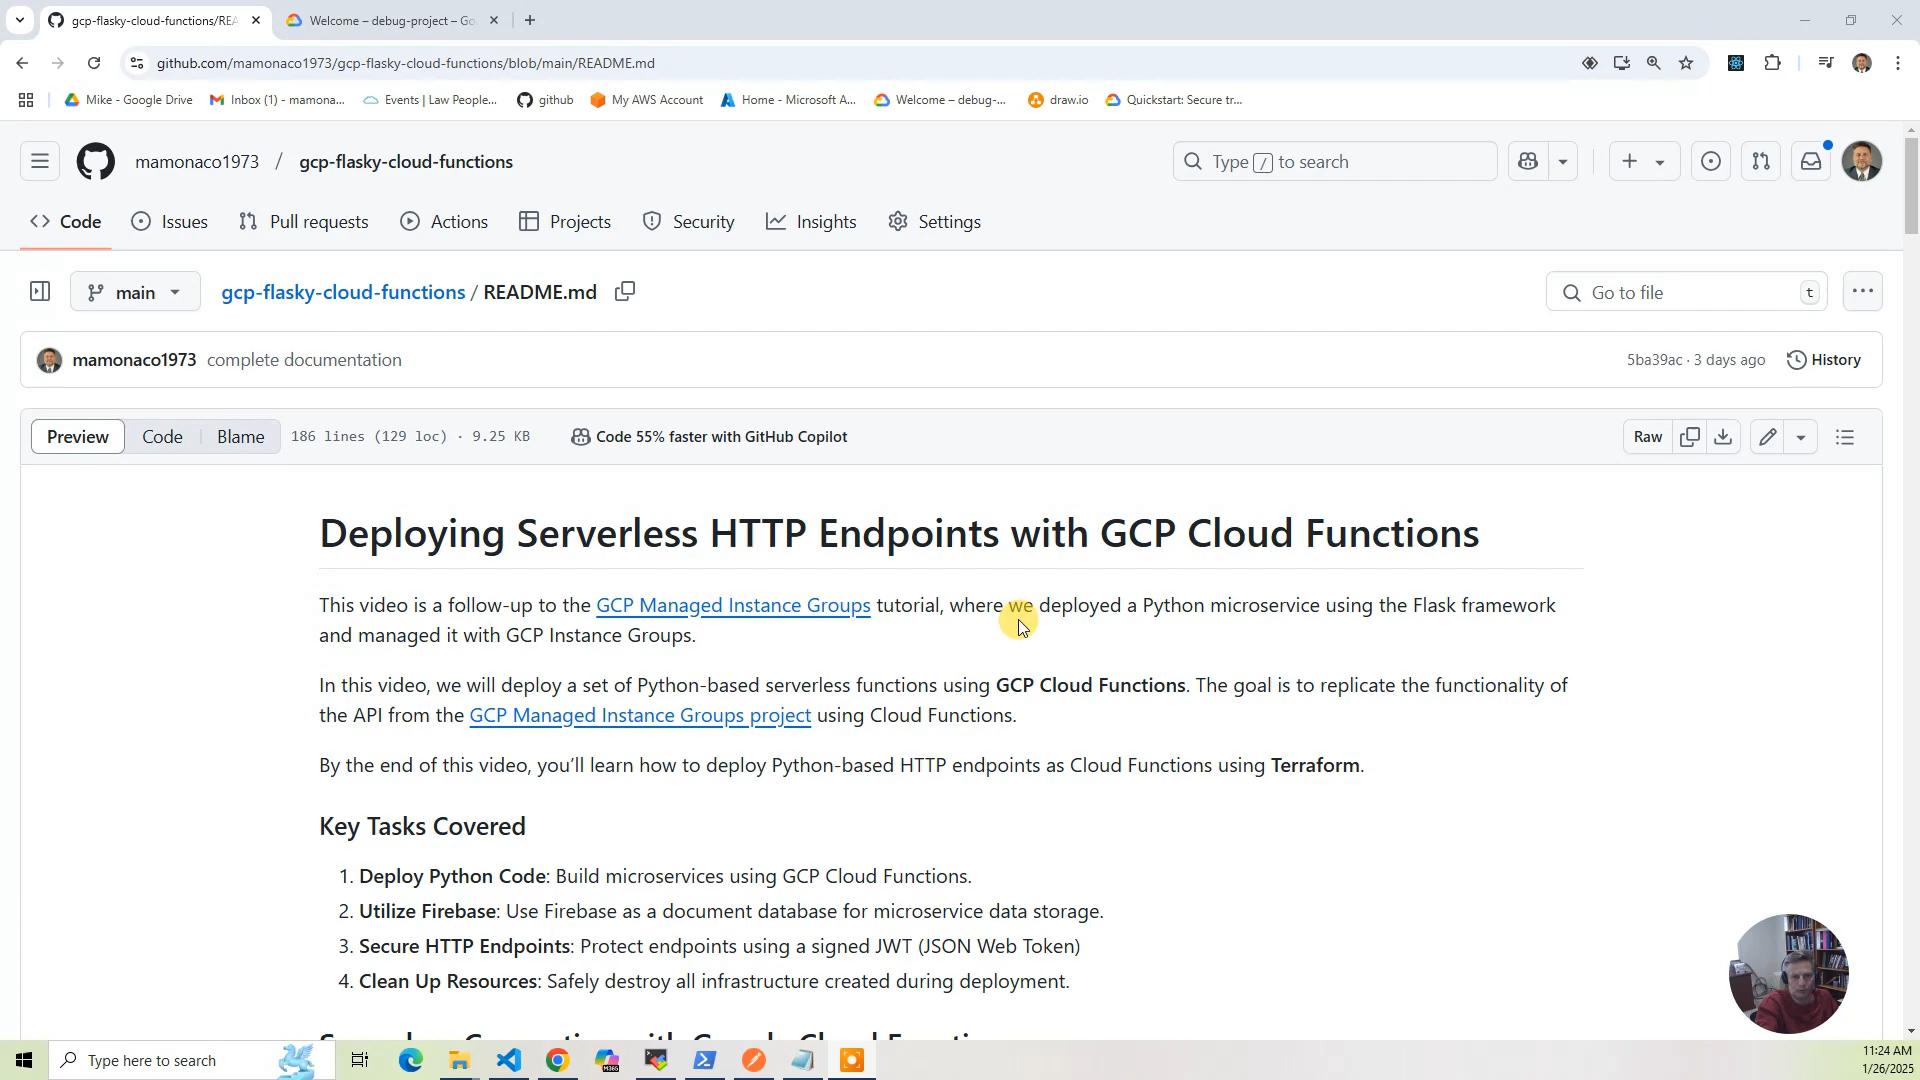 gcp-flasky-cloud-functions/REA
Welcome – debug-project – Go
github.com/mamonaco1973/gcp-flasky-cloud-functions/blob/main/README.md
Mike - Google Drive
Inbox (1) - mamona...
Events | Law People...
github
My AWS Account
Home - Microsoft A...
Welcome – debug-...
draw.io
Quickstart: Secure tr...
mamonaco1973 / gcp-flasky-cloud-functions
Type / to search
Code
Issues
Pull requests
Actions
Projects
Security
Insights
Settings
main
gcp-flasky-cloud-functions / README.md
Go to file
t
mamonaco1973 complete documentation
5ba39ac · 3 days ago
History
Preview
Code
Blame
186 lines (129 loc) · 9.25 KB
Code 55% faster with GitHub Copilot
Raw
Deploying Serverless HTTP Endpoints with GCP Cloud Functions
This video is a follow-up to the GCP Managed Instance Groups tutorial, where we deployed a Python microservice using the Flask framework
and managed it with GCP Instance Groups.
In this video, we will deploy a set of Python-based serverless functions using GCP Cloud Functions. The goal is to replicate the functionality of
the API from the GCP Managed Instance Groups project using Cloud Functions.
By the end of this video, you’ll learn how to deploy Python-based HTTP endpoints as Cloud Functions using Terraform.
Key Tasks Covered
1. Deploy Python Code: Build microservices using GCP Cloud Functions.
2. Utilize Firebase: Use Firebase as a document database for microservice data storage.
3. Secure HTTP Endpoints: Protect endpoints using a signed JWT (JSON Web Token)
4. Clean Up Resources: Safely destroy all infrastructure created during deployment.
Type here to search
11:24 AM
1/26/2025